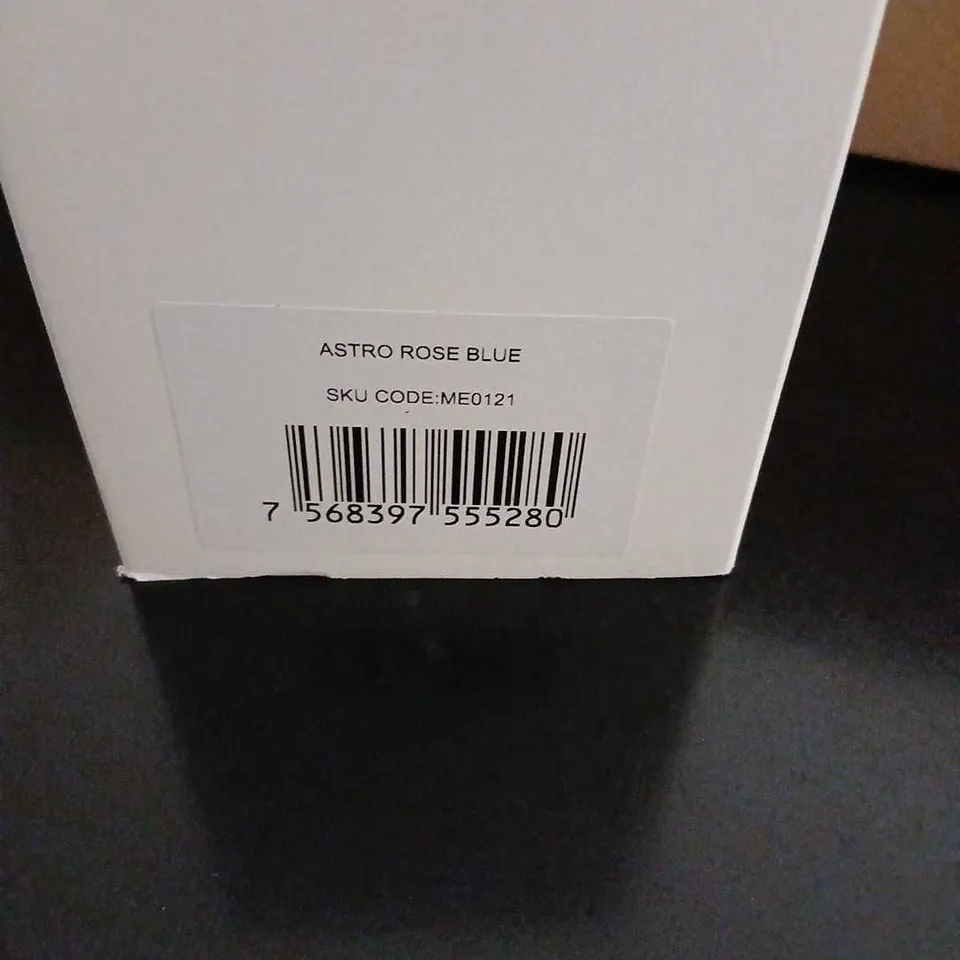 ASTRO ROSE BLUE
SKU CODE:ME0121
7 568397 555280